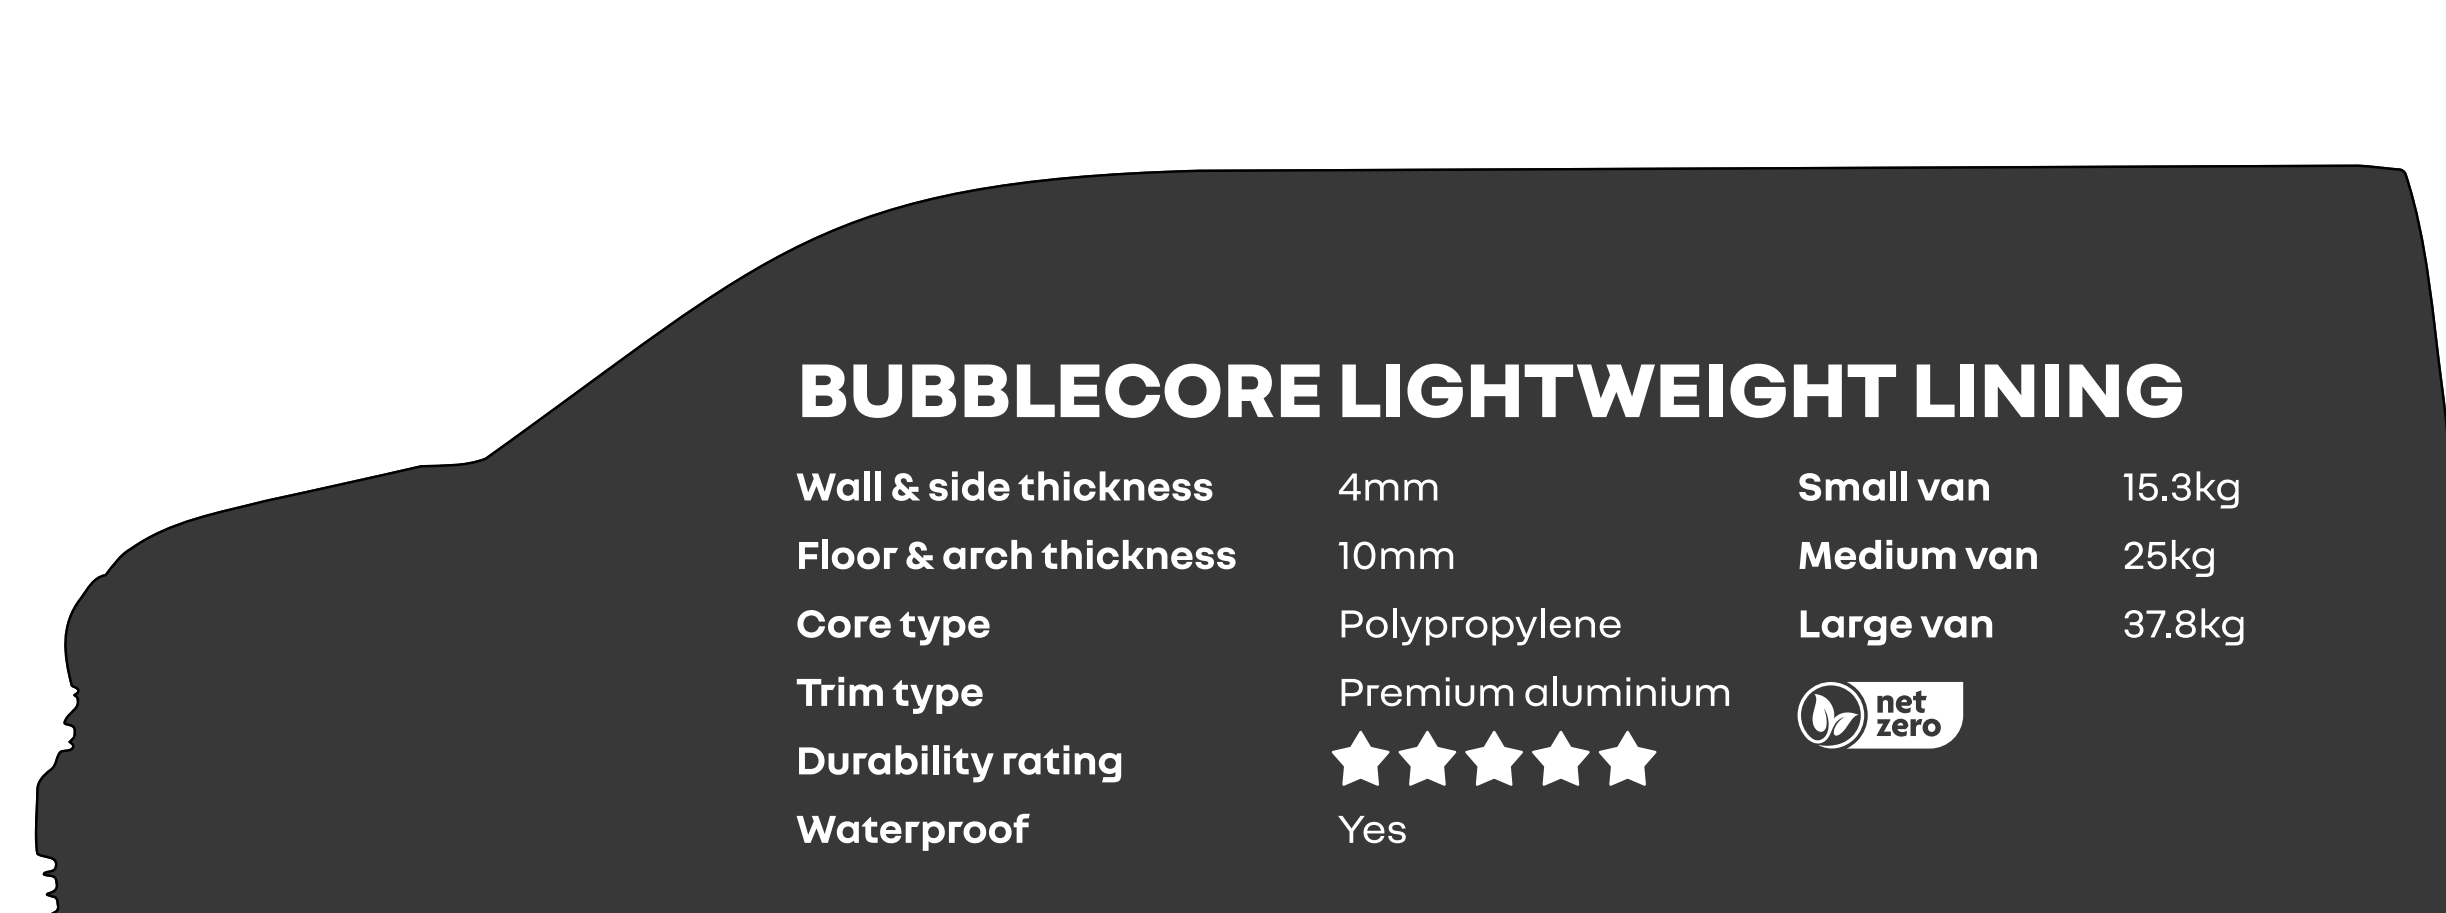 BUBBLECORE LIGHTWEIGHT LINING
Wall & side thickness 4mm
Floor & arch thickness 10mm
Core type Polypropylene
Trim type Premium aluminium
Durability rating
Waterproof Yes
Small van 15.3kg
Medium van 25kg
Large van 37.8kg
net
zero